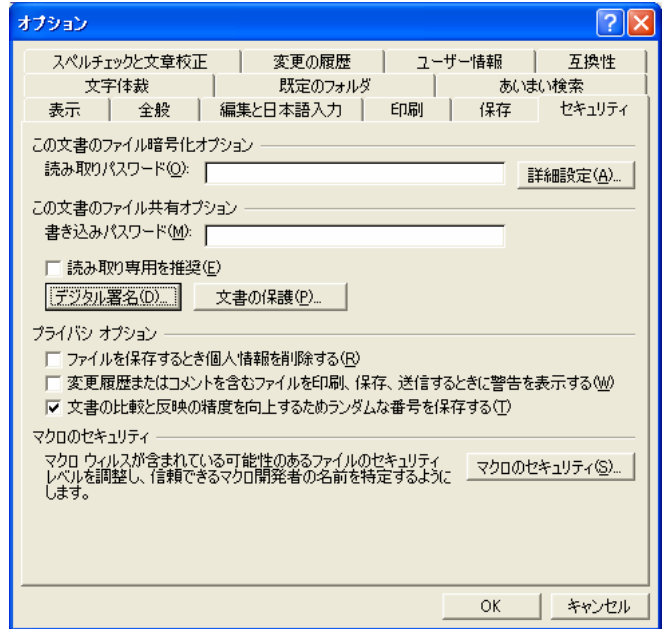 オプション
スペルチェックと文章校正 変更の履歴 ユーザー情報 互換性
文字体裁 既定のフォルダ あいまい検索
表示 全般 編集と日本語入力 印刷 保存 セキュリティ
この文書のファイル暗号化オプション
読み取りパスワード(O): 詳細設定(A)...
この文書のファイル共有オプション
書き込みパスワード(M):
読み取り専用を推奨(E)
デジタル署名(D)... 文書の保護(P)...
プライバシ オプション
ファイルを保存するとき個人情報を削除する(R)
変更履歴またはコメントを含むファイルを印刷、保存、送信するときに警告を表示する(W)
文書の比較と反映の精度を向上するためランダムな番号を保存する(T)
マクロのセキュリティ
マクロ ウィルスが含まれている可能性のあるファイルのセキュリティ
レベルを調整し、信頼できるマクロ開発者の名前を特定するように
します。
マクロのセキュリティ(S)...
OK キャンセル